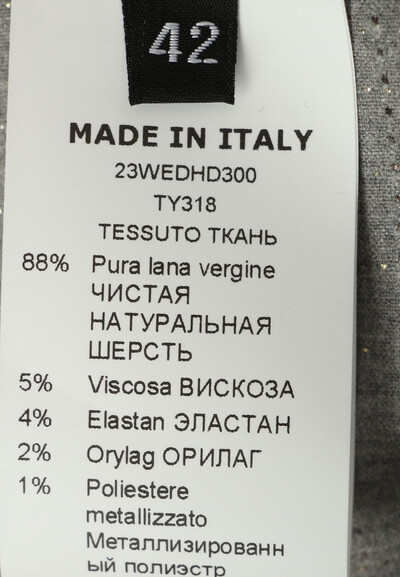 42
MADE IN ITALY
23WEDHD300
TY318
TESSUTO ТКАНЬ
88% Pura lana vergine
ЧИСТАЯ
НАТУРАЛЬНАЯ
ШЕРСТЬ
5% Viscosa ВИСКОЗА
4% Elastan ЭЛАСТАН
2% Orylag ОРИЛАГ
1% Poliestere
metallizzato
Металлизированн
ый полиэстр